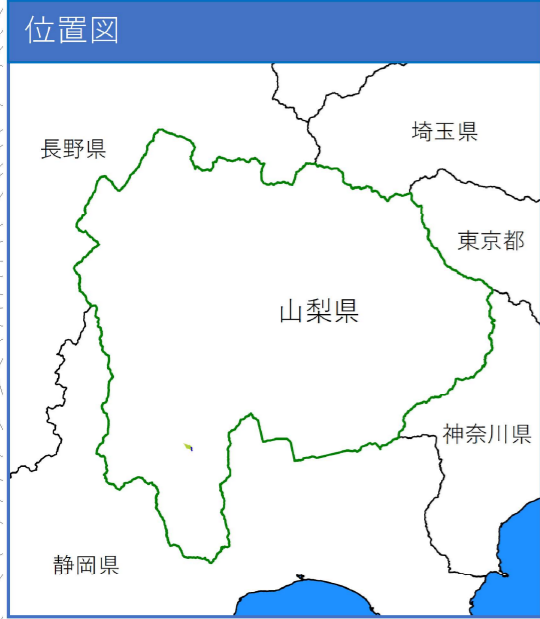 位置図
埼玉県
長野県
東京都
山梨県
神奈川県
静岡県